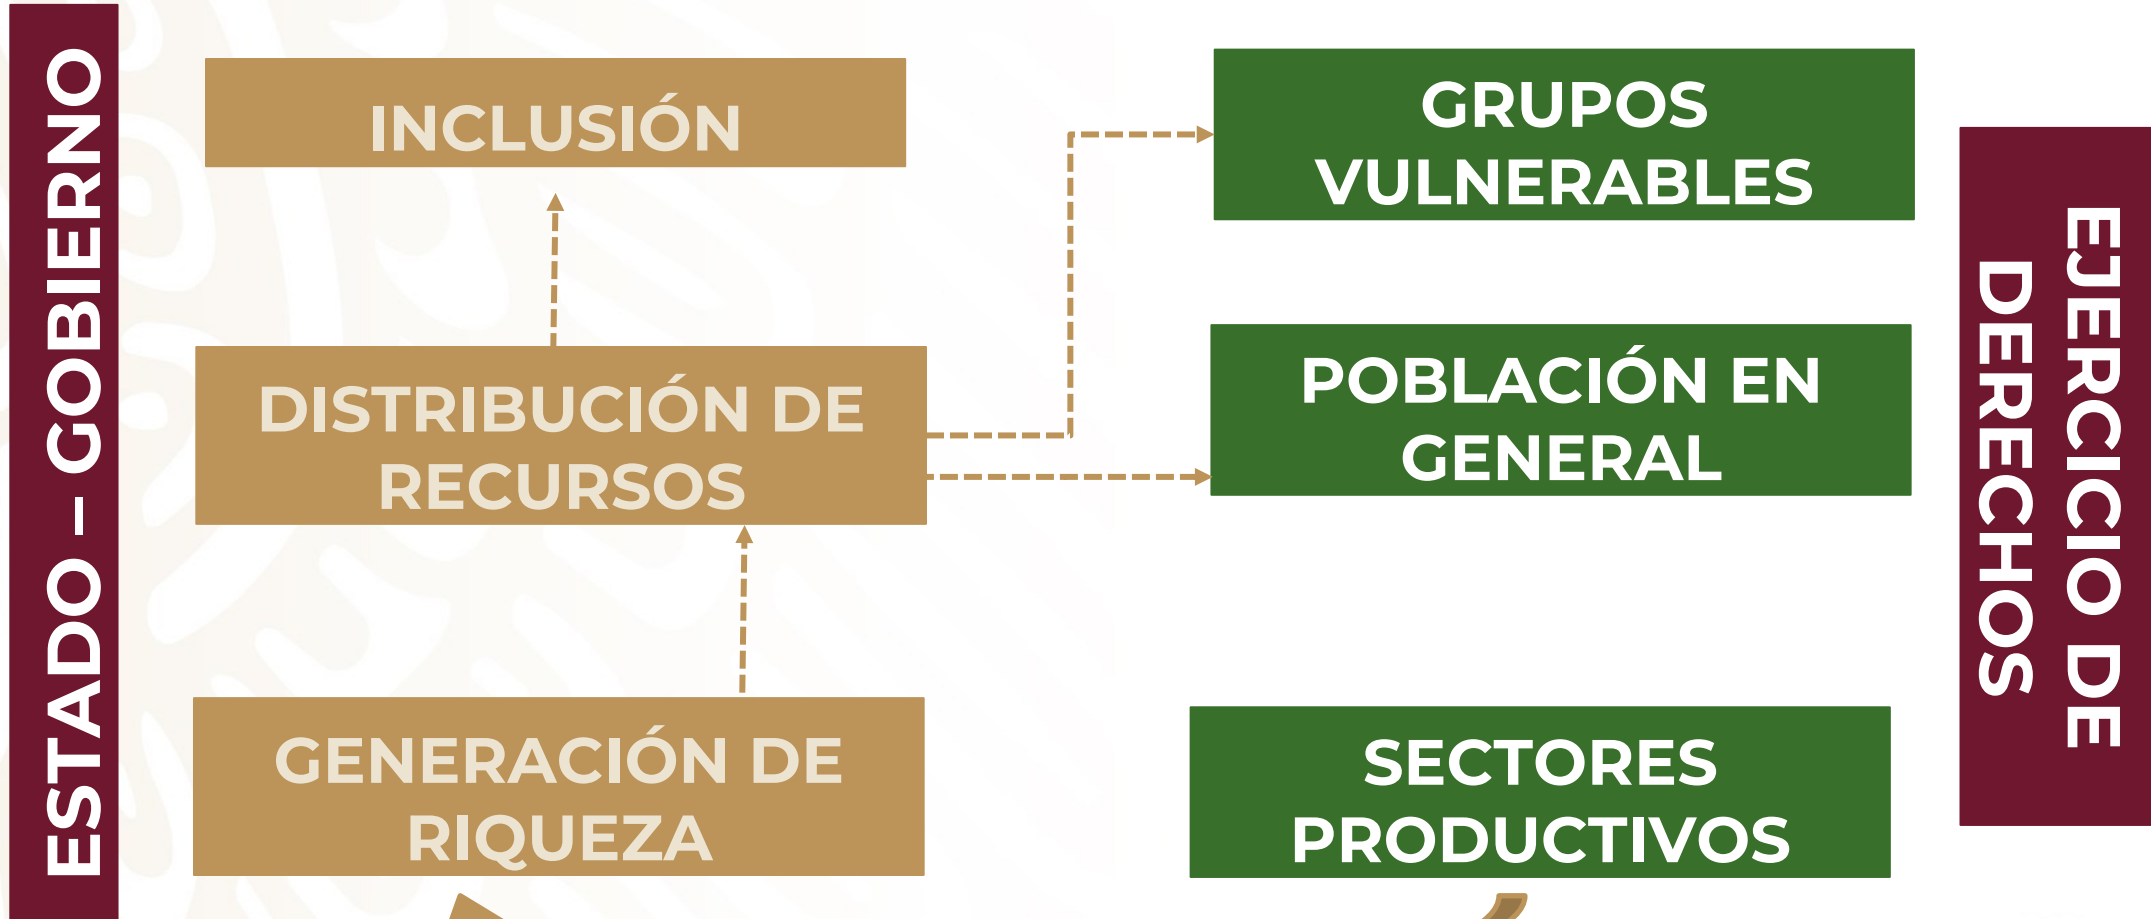 ESTADO – GOBIERNO
INCLUSIÓN
DISTRIBUCIÓN DE
RECURSOS
GENERACIÓN DE
RIQUEZA
GRUPOS
VULNERABLES
POBLACIÓN EN
GENERAL
SECTORES
PRODUCTIVOS
EJERCICIO DE
DERECHOS